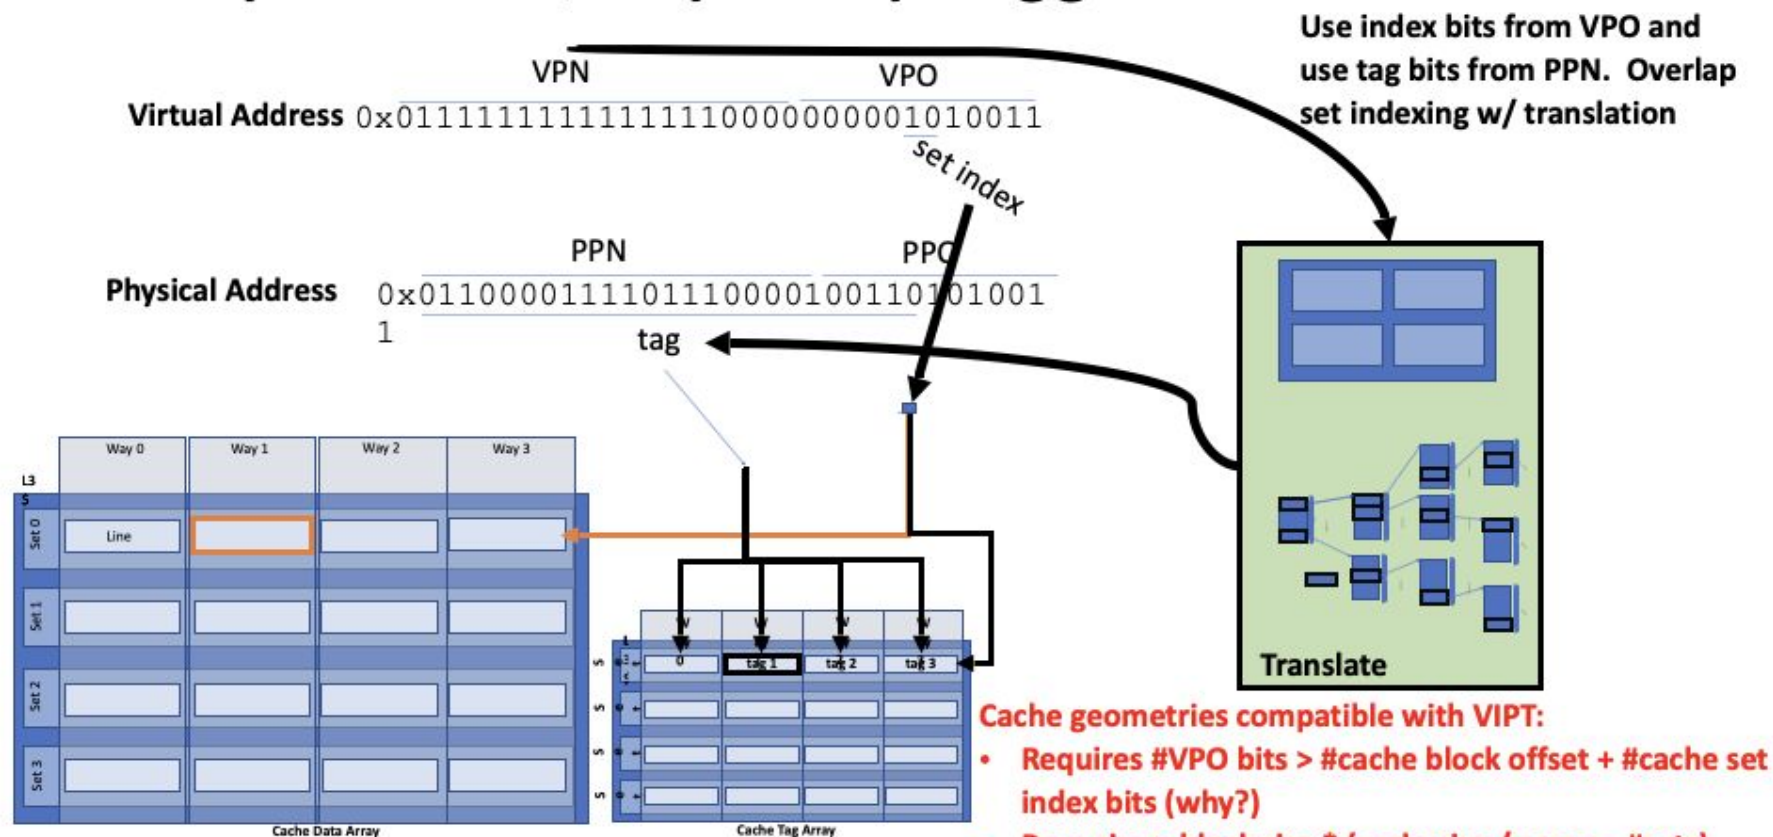 Use index bits from VPO and
use tag bits from PPN. Overlap
set indexing w/ translation
VPN
VPO
Virtual Address 0x011111111111111110000000001010011
set index
PPN
PPO
Physical Address 0x0110000111101110000100110101001
1
tag
Way 0
Way 1
Way 2
Way 3
L3
S
Set 0
Line
Set 1
Set 2
Set 3
Cache Data Array
0
tag 1
tag 2
tag 3
S
S
S
S
Cache Tag Array
Translate
Cache geometries compatible with VIPT:
• Requires #VPO bits > #cache block offset + #cache set
index bits (why?)